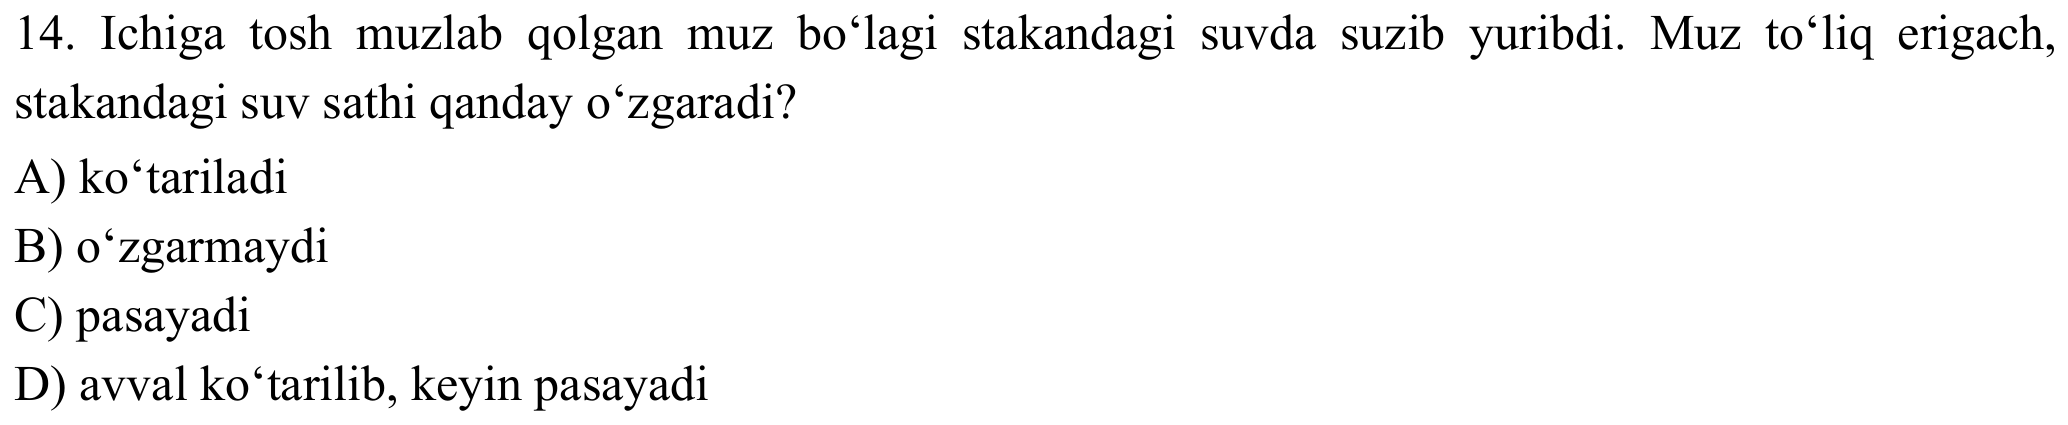 14. Ichiga tosh muzlab qolgan muz bo‘lagi stakandagi suvda suzib yuribdi. Muz to‘liq erigach,
stakandagi suv sathi qanday o‘zgaradi?
A) ko‘tariladi
B) o‘zgarmaydi
C) pasayadi
D) avval ko‘tarilib, keyin pasayadi